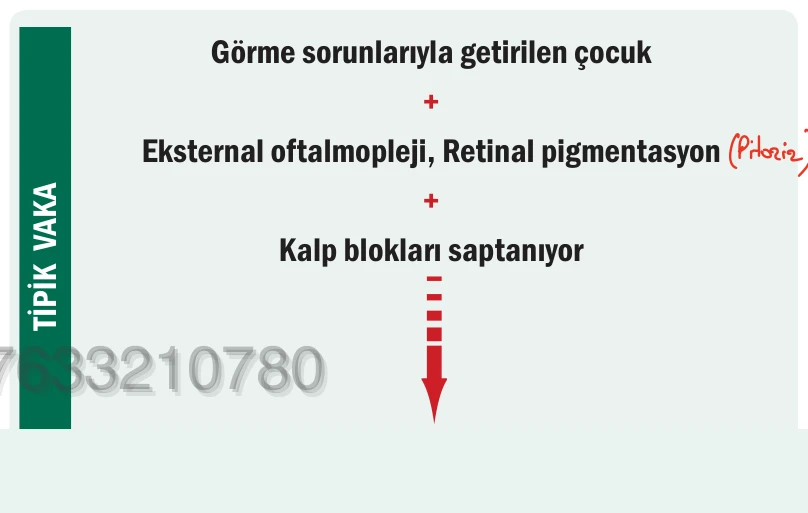 Görme sorunlarıyla getirilen çocuk
+
Eksternal oftalmopleji, Retinal pigmentasyon (Pitozis)
+
Kalp blokları saptanıyor
TİPİK VAKA
7633210780